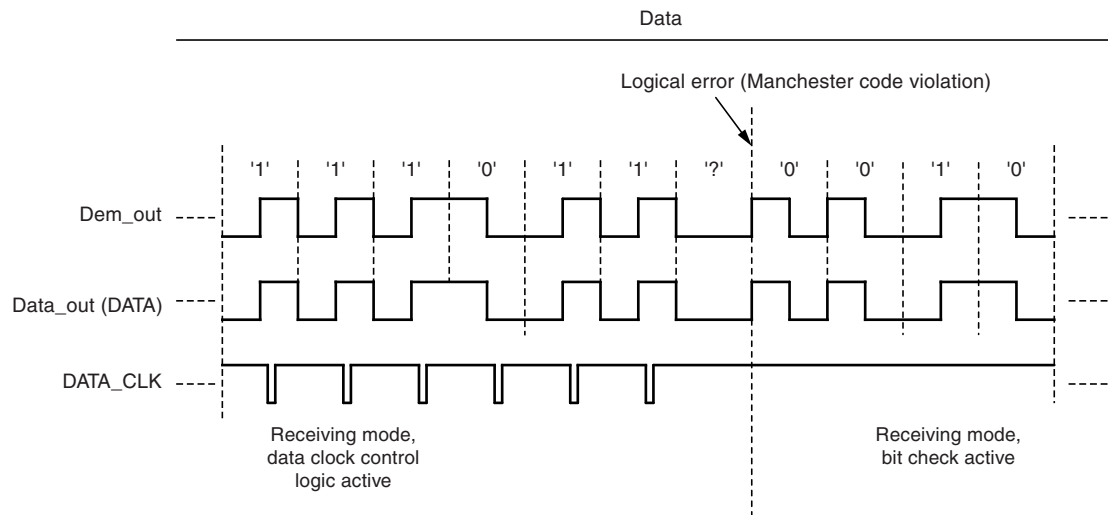 Data
Logical error (Manchester code violation)
'1' '1' '1' '0' '1' '1' '?' '0' '0' '1' '0'
Dem_out
Data_out (DATA)
DATA_CLK
Receiving mode,
data clock control
logic active
Receiving mode,
bit check active